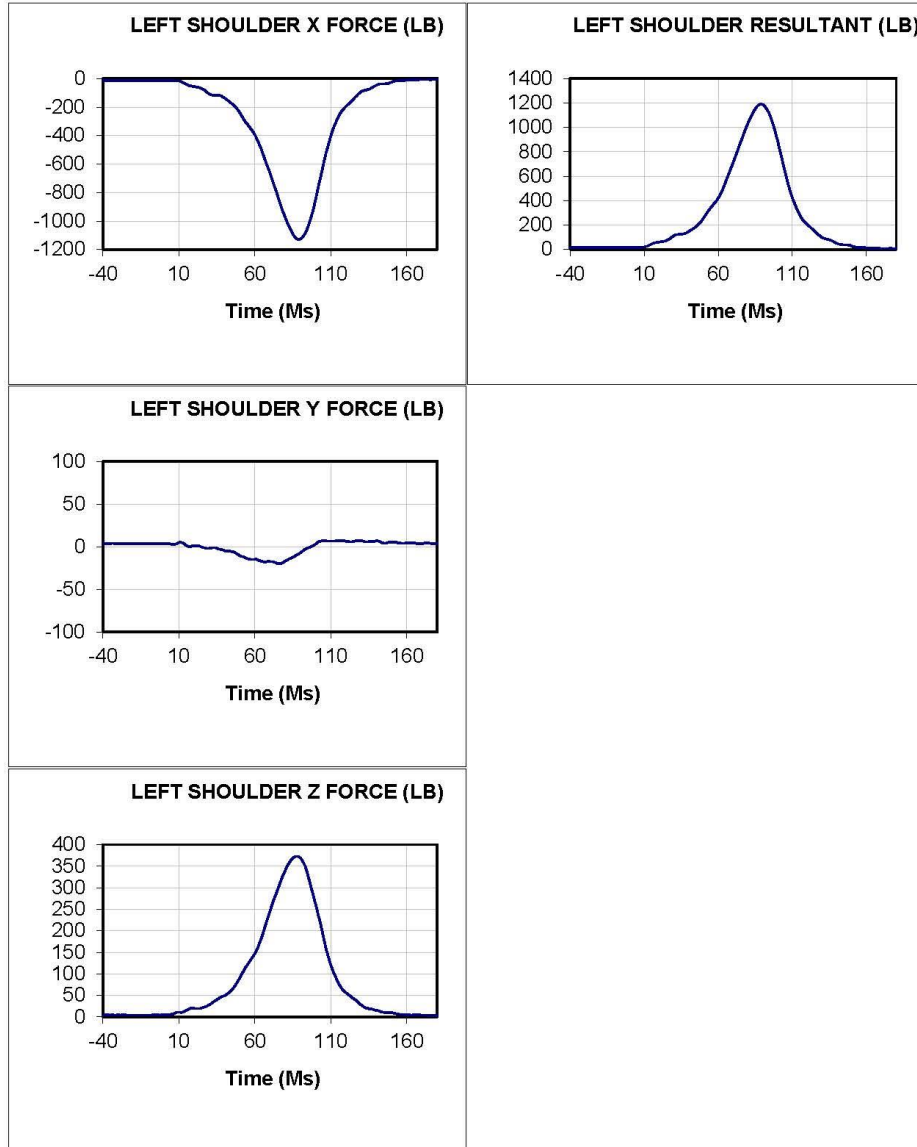 LEFT SHOULDER X FORCE (LB)
0
-200
-400
-600
-800
-1000
-1200
-40 10 60 110 160
Time (Ms)
LEFT SHOULDER RESULTANT (LB)
1400
1200
1000
800
600
400
200
0
-40 10 60 110 160
Time (Ms)
LEFT SHOULDER Y FORCE (LB)
100
50
0
-50
-100
-40 10 60 110 160
Time (Ms)
LEFT SHOULDER Z FORCE (LB)
400
350
300
250
200
150
100
50
0
-40 10 60 110 160
Time (Ms)